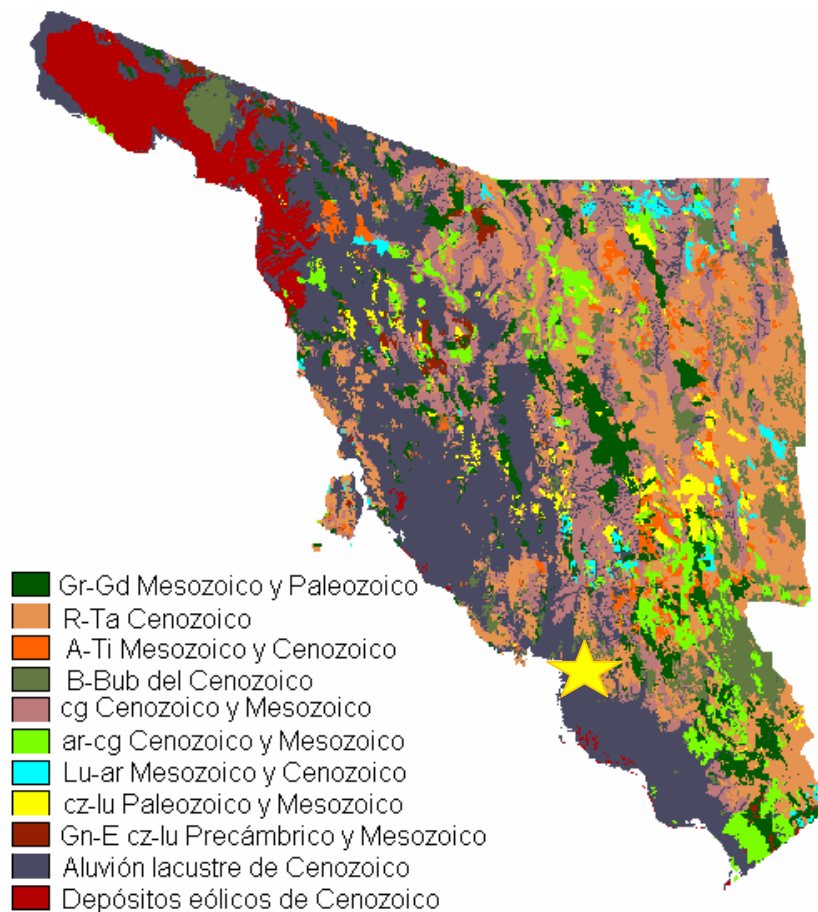 Gr-Gd Mesozoico y Paleozoico
R-Ta Cenozoico
A-Ti Mesozoico y Cenozoico
B-Bub del Cenozoico
cg Cenozoico y Mesozoico
ar-cg Cenozoico y Mesozoico
Lu-ar Mesozoico y Cenozoico
cz-lu Paleozoico y Mesozoico
Gn-E cz-lu Precámbrico y Mesozoico
Aluvión lacustre de Cenozoico
Depósitos eólicos de Cenozoico